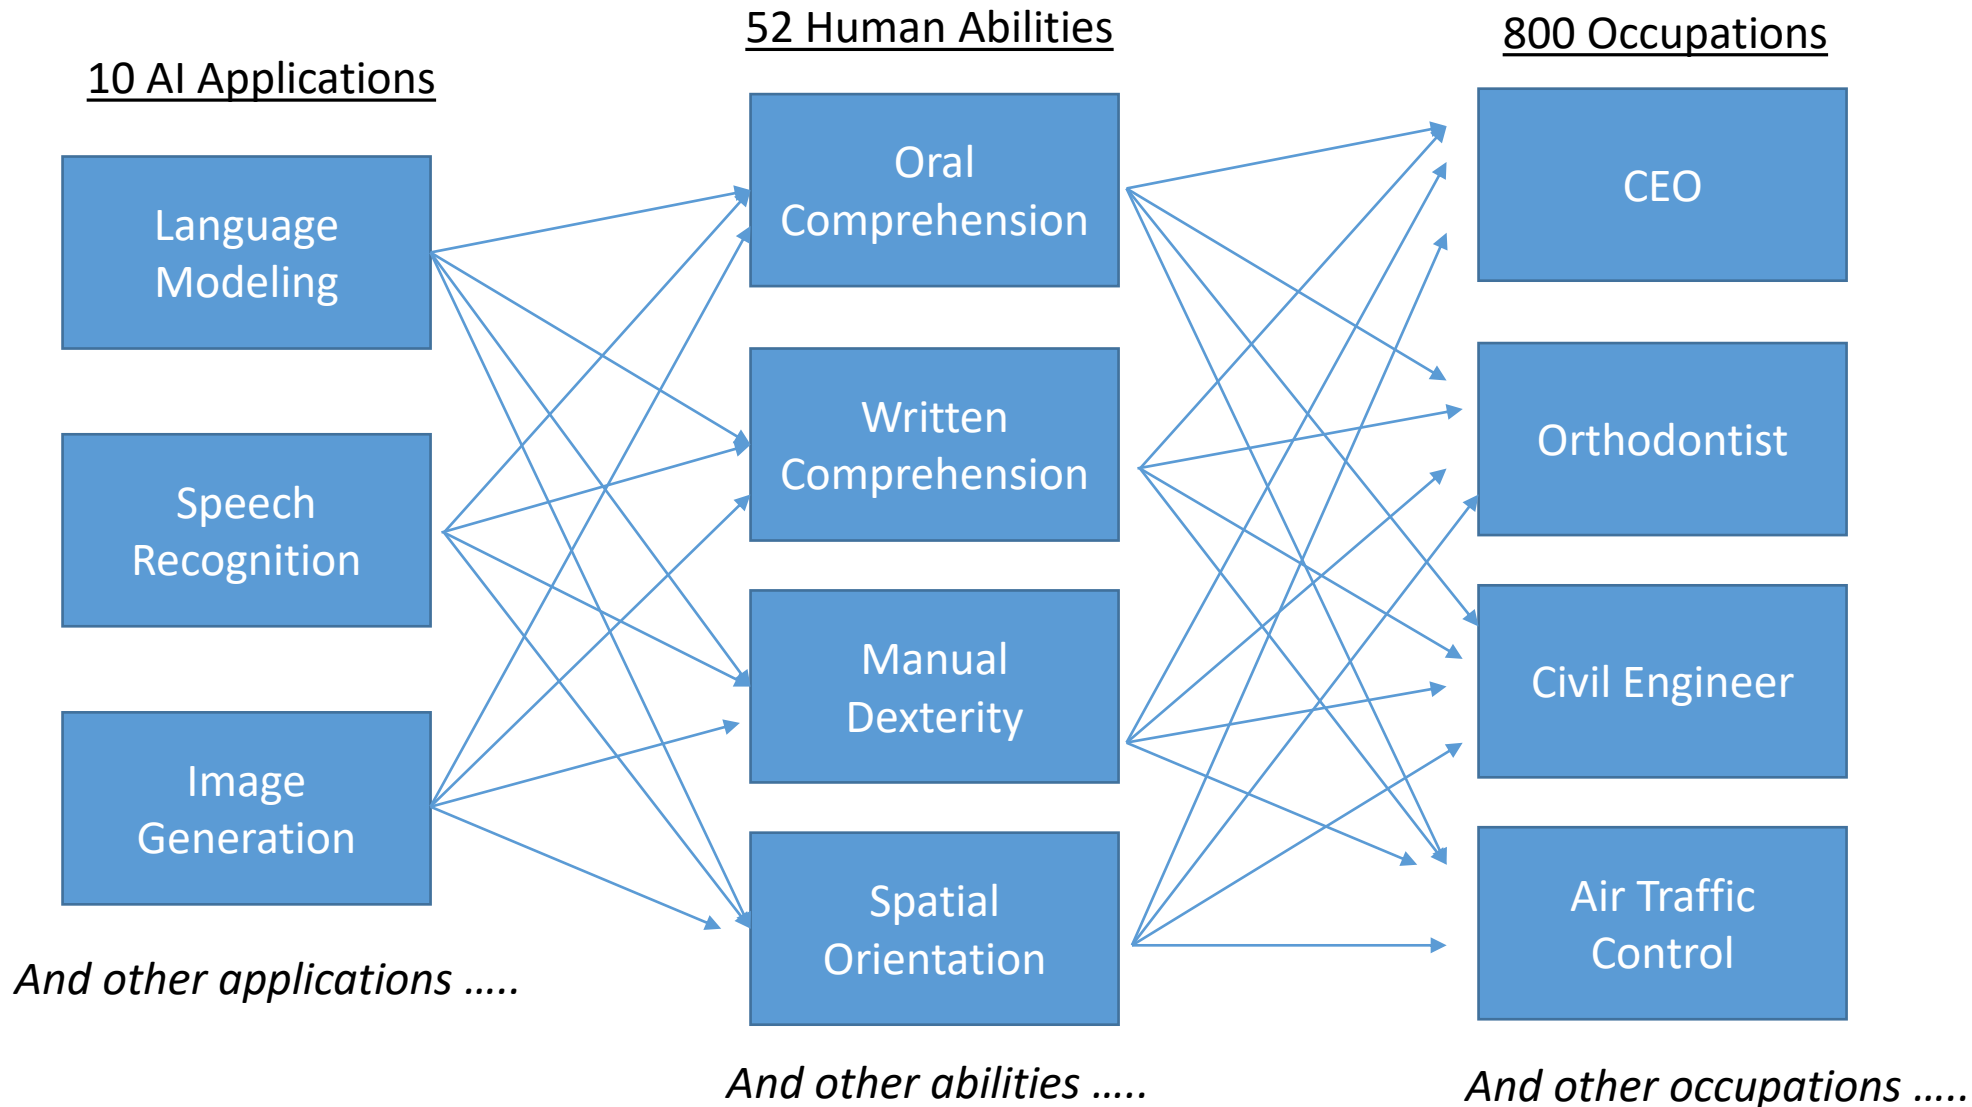 10 AI Applications
Language
Modeling
Speech
Recognition
Image
Generation
And other applications .....
52 Human Abilities
Oral
Comprehension
Written
Comprehension
Manual
Dexterity
Spatial
Orientation
And other abilities .....
800 Occupations
CEO
Orthodontist
Civil Engineer
Air Traffic
Control
And other occupations .....